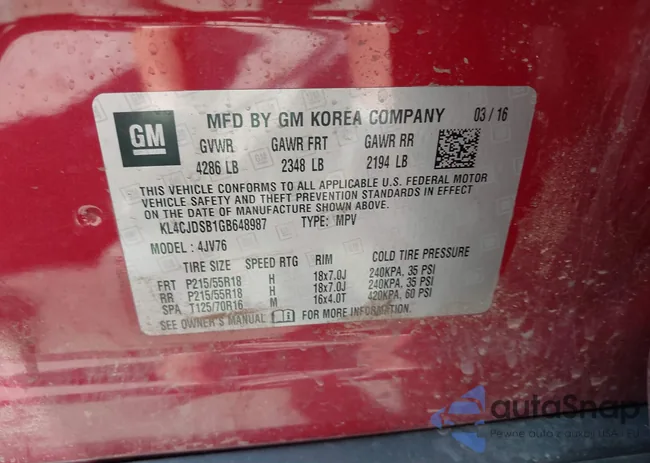 GM
MFD BY GM KOREA COMPANY 03 / 16
GVWR GAWR FRT GAWR RR
4286 LB 2348 LB 2194 LB
THIS VEHICLE CONFORMS TO ALL APPLICABLE U.S. FEDERAL MOTOR
VEHICLE SAFETY AND THEFT PREVENTION STANDARDS IN EFFECT
ON THE DATE OF MANUFACTURE SHOWN ABOVE.
KL4CJDSB1GB648987 TYPE: MPV
MODEL: 4JV76
TIRE SIZE SPEED RTG RIM COLD TIRE PRESSURE
FRT P215/55R18 H 18x7.0J 240KPA, 35 PSI
RR P215/55R18 H 18x7.0J 240KPA, 35 PSI
SPA T125/70R16 M 16x4.0T 420KPA, 60 PSI
SEE OWNER'S MANUAL FOR MORE INFORMATION
autoSnap
Pewne auto z aukcji USA